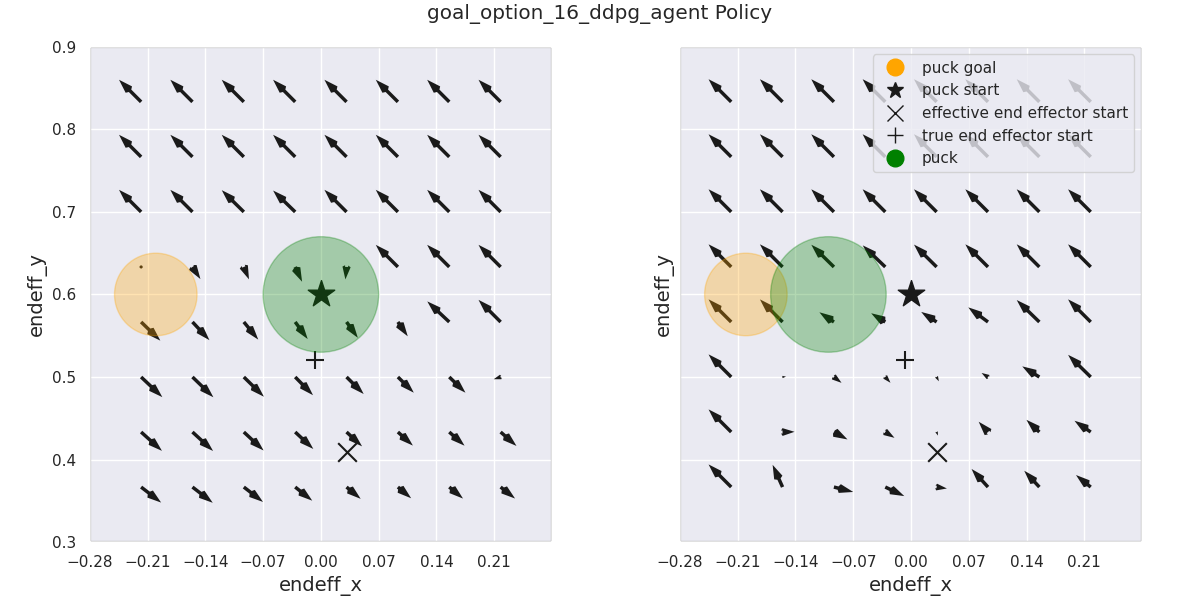 goal_option_16_ddpg_agent Policy
0.9
0.8
0.7
0.6
0.5
0.4
0.3
endeff_y
−0.28 −0.21 −0.14 −0.07 0.00 0.07 0.14 0.21
endeff_x
puck goal
puck start
effective end effector start
true end effector start
puck
endeff_y
−0.28 −0.21 −0.14 −0.07 0.00 0.07 0.14 0.21
endeff_x